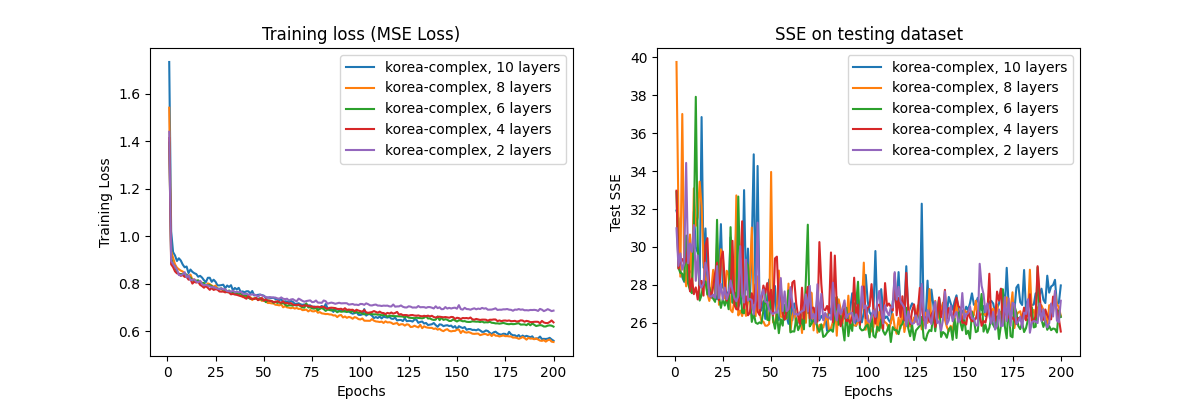 Training loss (MSE Loss)
Training Loss
1.6
1.4
1.2
1.0
0.8
0.6
0 25 50 75 100 125 150 175 200
Epochs
korea-complex, 10 layers
korea-complex, 8 layers
korea-complex, 6 layers
korea-complex, 4 layers
korea-complex, 2 layers
SSE on testing dataset
Test SSE
40
38
36
34
32
30
28
26
0 25 50 75 100 125 150 175 200
Epochs
korea-complex, 10 layers
korea-complex, 8 layers
korea-complex, 6 layers
korea-complex, 4 layers
korea-complex, 2 layers